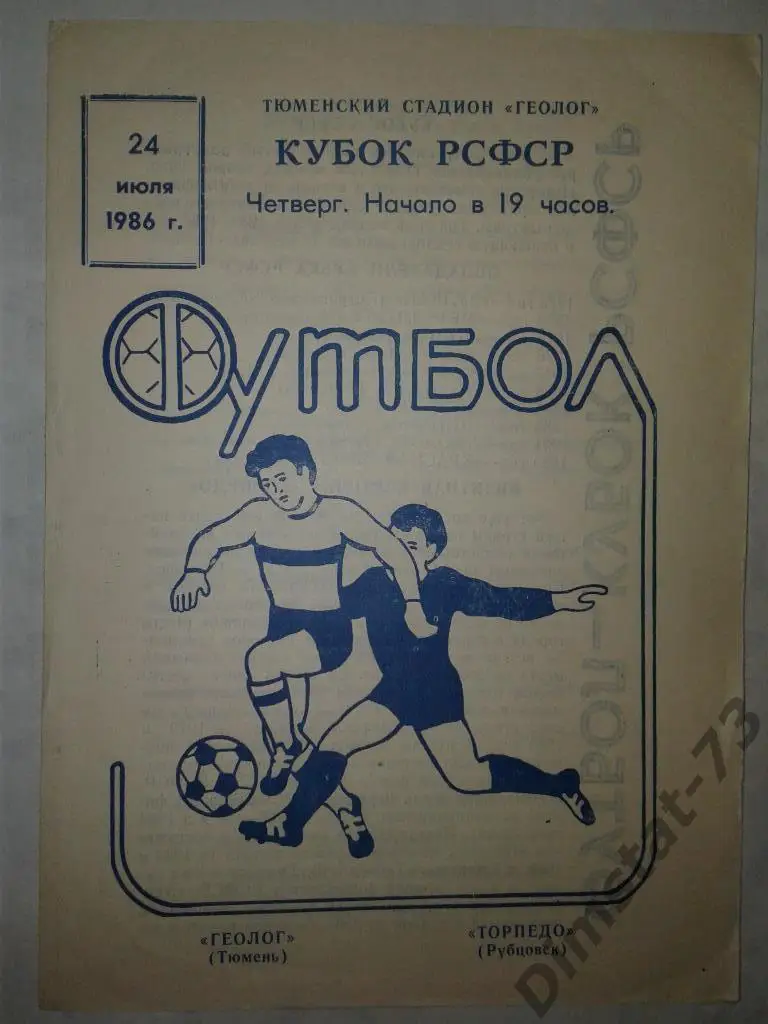 24
июля
1986 г.
ТЮМЕНСКИЙ СТАДИОН «ГЕОЛОГ»
КУБОК РСФСР
Четверг. Начало в 19 часов.
Футбол
«ГЕОЛОГ»
(Тюмень)
«ТОРПЕДО»
(Рубцовск)
Dimstat-73